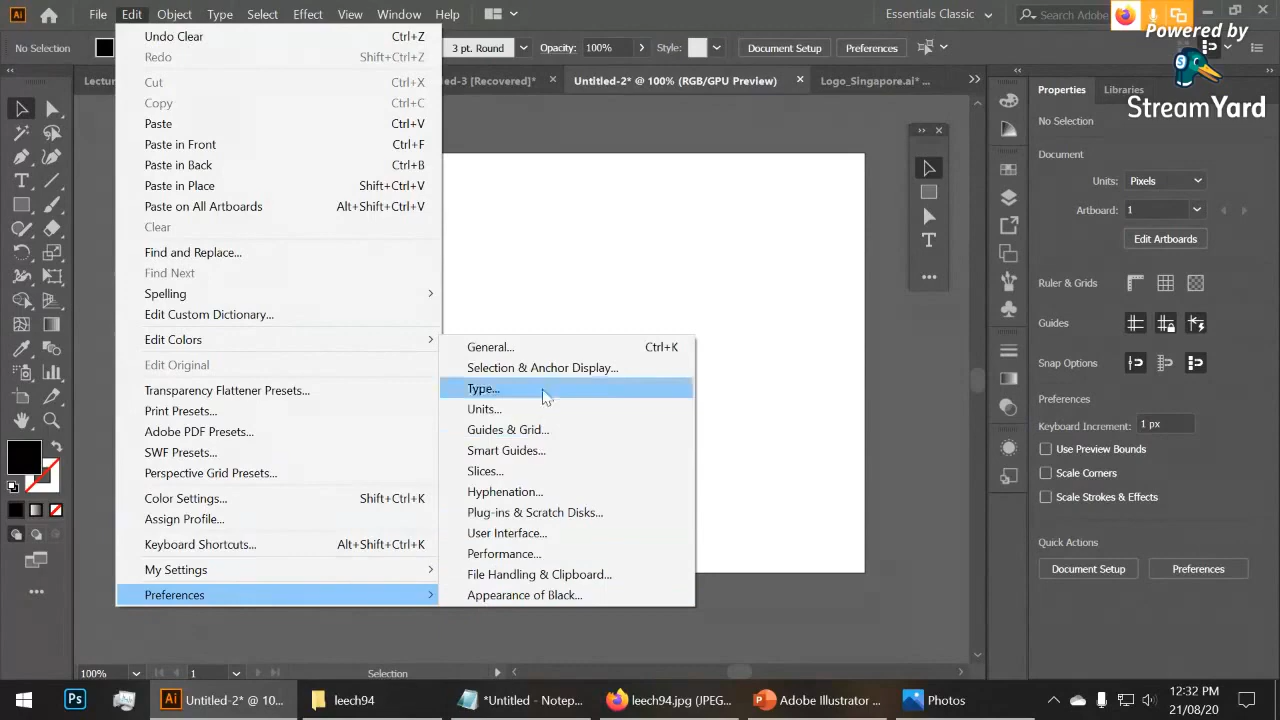 Ai File Edit Object Type Select Effect View Window Help Essentials Classic Search Adobe
Powered by
StreamYard
No Selection 3 pt. Round Opacity: 100% Style: Document Setup Preferences
Undo Clear Ctrl+Z
Redo Shift+Ctrl+Z
Cut Ctrl+X
Copy Ctrl+C
Paste Ctrl+V
Paste in Front Ctrl+F
Paste in Back Ctrl+B
Paste in Place Shift+Ctrl+V
Paste on All Artboards Alt+Shift+Ctrl+V
Clear
Find and Replace...
Find Next
Spelling
Edit Custom Dictionary...
Edit Colors
Edit Original
Transparency Flattener Presets...
Print Presets...
Adobe PDF Presets...
SWF Presets...
Perspective Grid Presets...
Color Settings... Shift+Ctrl+K
Assign Profile...
Keyboard Shortcuts... Alt+Shift+Ctrl+K
My Settings
Preferences
General... Ctrl+K
Selection & Anchor Display...
Type...
Units...
Guides & Grid...
Smart Guides...
Slices...
Hyphenation...
Plug-ins & Scratch Disks...
User Interface...
Performance...
File Handling & Clipboard...
Appearance of Black...
Lectur d-3 [Recovered]* Untitled-2* @ 100% (RGB/GPU Preview) Logo_Singapore.ai* ...
Properties Libraries
No Selection
Document
Units: Pixels
Artboard: 1
Edit Artboards
Ruler & Grids
Guides
Snap Options
Preferences
Keyboard Increment: 1 px
Use Preview Bounds
Scale Corners
Scale Strokes & Effects
Quick Actions
Document Setup Preferences
100% 1 Selection
Ps Ai Untitled-2* @ 10... leech94 *Untitled - Notep... leech94.jpg (JPEG... Adobe Illustrator ... Photos
12:32 PM
21/08/20